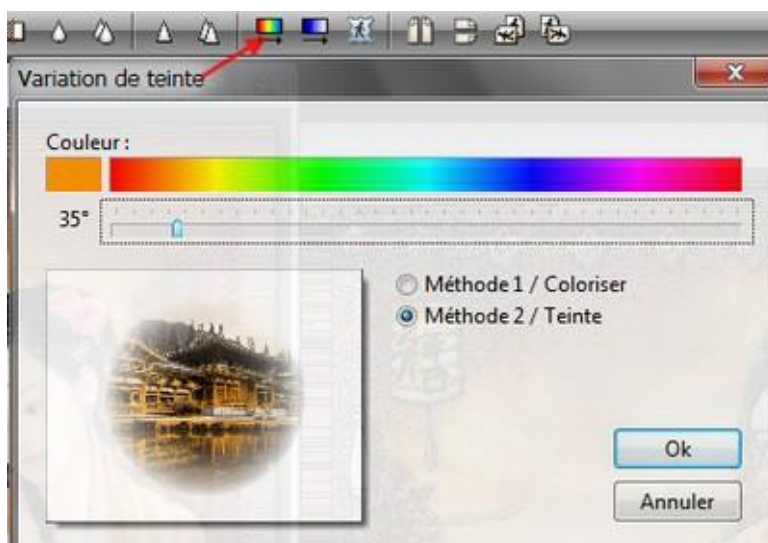 Variation de teinte
Couleur :
35°
Méthode 1 / Coloriser
Méthode 2 / Teinte
Ok
Annuler